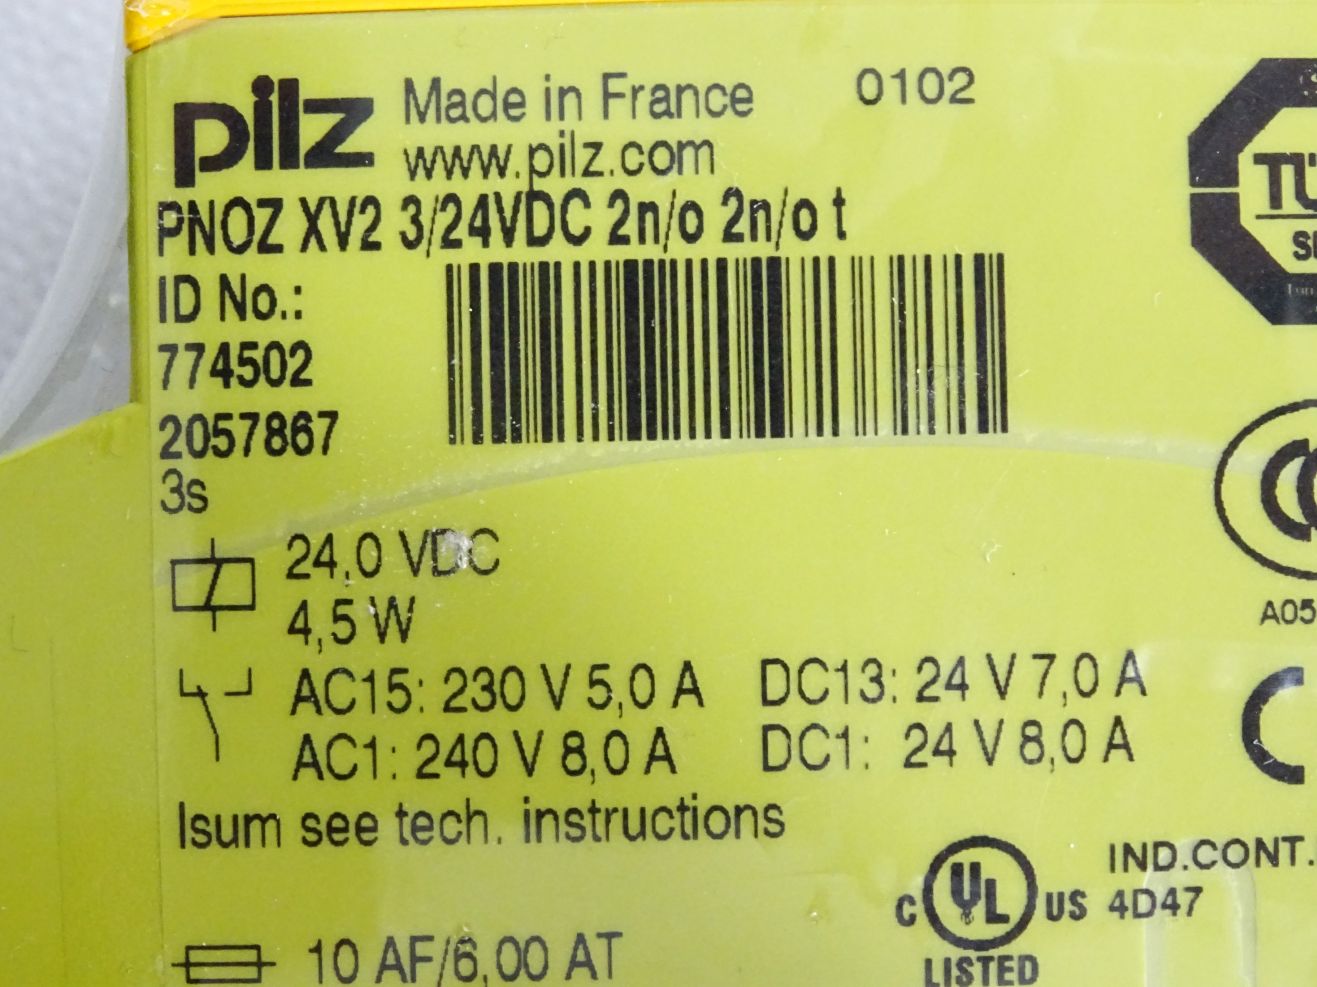 pilz Made in France 0102
www.pilz.com
PNOZ XV2 3/24VDC 2n/o 2n/o t
ID No.:
774502
2057867
3s
24,0 VDC
4,5 W
AC15: 230 V 5,0 A DC13: 24 V 7,0 A
AC1: 240 V 8,0 A DC1: 24 V 8,0 A
Isum see tech. instructions
10 AF/6,00 AT
TÜ
A05
C UL US
LISTED
IND.CONT.
4D47